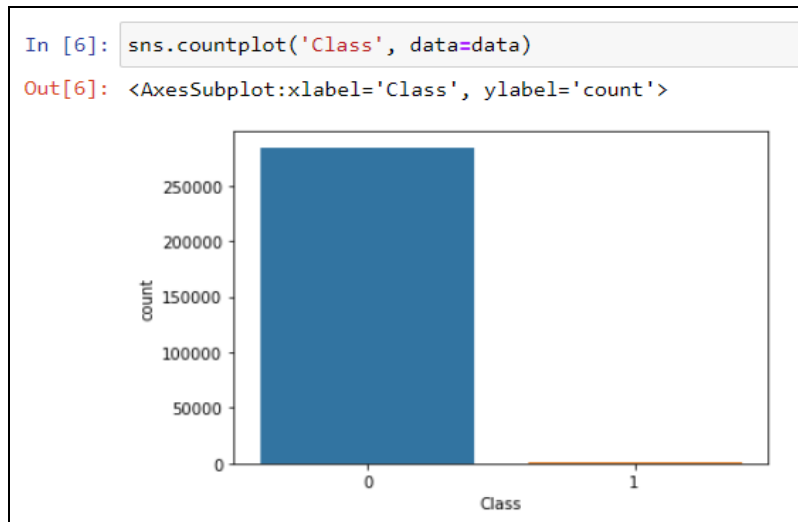 In [6]: sns.countplot('Class', data=data)
Out[6]: <AxesSubplot:xlabel='Class', ylabel='count'>
250000
200000
150000
100000
50000
0
count
0 1
Class